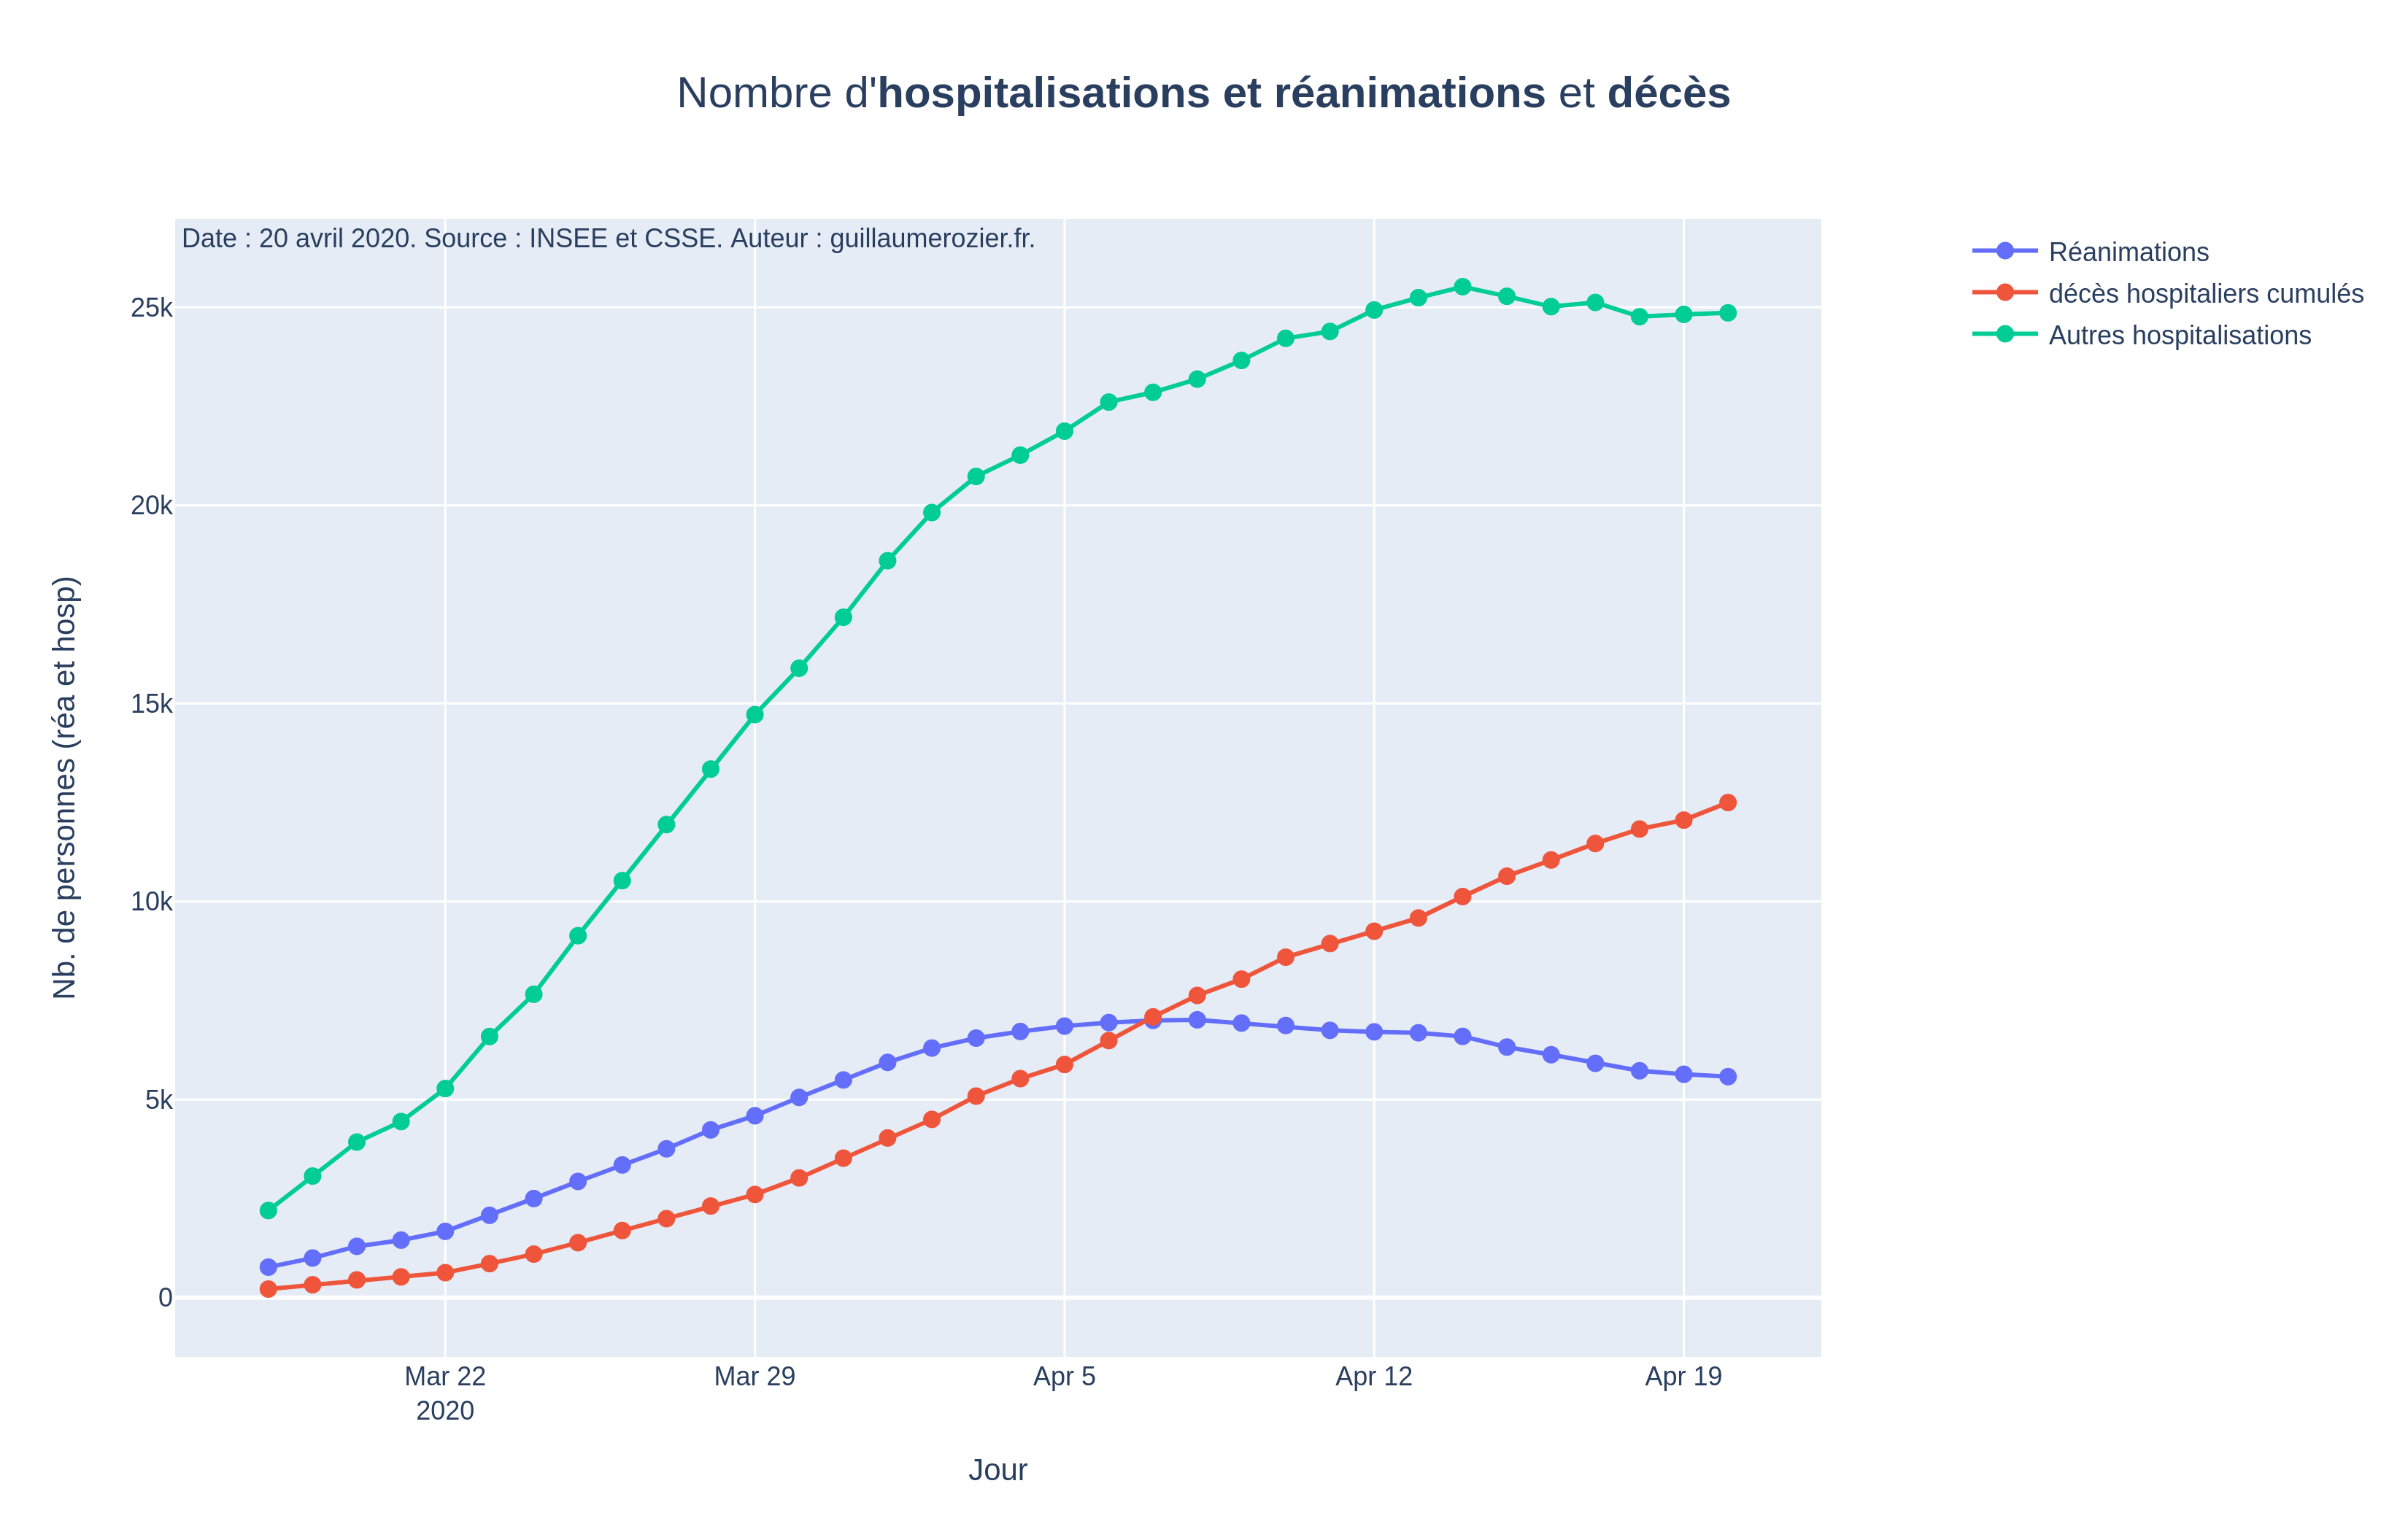 Nombre d'hospitalisations et réanimations et décès
Date : 20 avril 2020. Source : INSEE et CSSE. Auteur : guillaumerozier.fr.
Réanimations
décès hospitaliers cumulés
Autres hospitalisations
Nb. de personnes (réa et hosp)
25k
20k
15k
10k
5k
0
Mar 22
2020
Mar 29
Apr 5
Apr 12
Apr 19
Jour